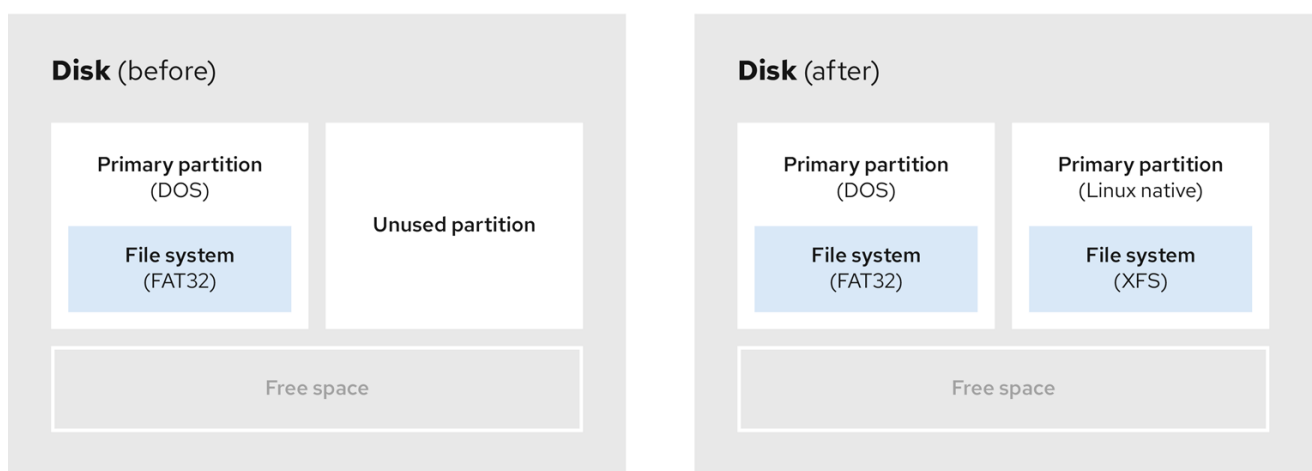 Disk (before)
Primary partition
(DOS)
File system
(FAT32)
Unused partition
Free space
Disk (after)
Primary partition
(DOS)
File system
(FAT32)
Primary partition
(Linux native)
File system
(XFS)
Free space